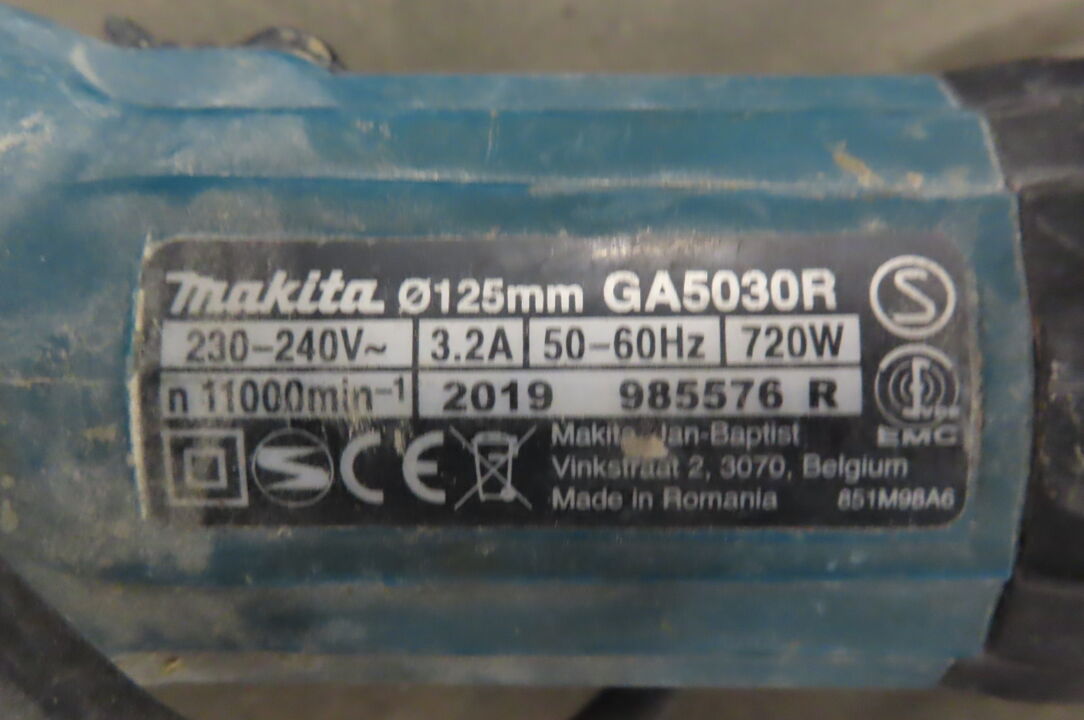 makita Ø125mm GA5030R
230-240V~ 3.2A 50-60Hz 720W
n 11000min⁻¹ 2019 985576 R
CE
EMC
Makita Jan-Baptist
Vinkstraat 2, 3070, Belgium
Made in Romania 851M98A6